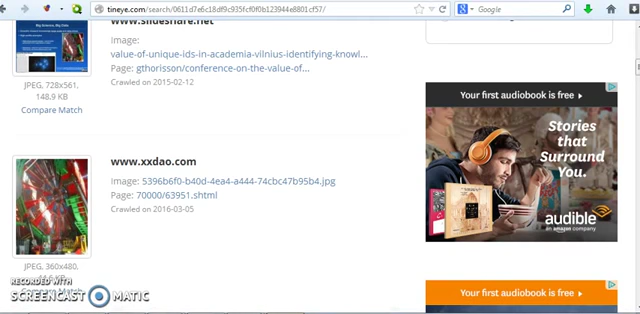 tineye.com/search/0611d7e6c18df9c935fcf0f0b123944e8801cf57/
Google
www.slideshare.net
Big Science, Big Data
Image:
value-of-unique-ids-in-academia-vilnius-identifying-knowl...
Page: gthorisson/conference-on-the-value-of...
Crawled on 2015-02-12
JPEG, 728x561,
148.9 KB
Compare Match
www.xxdao.com
Image: 5396b6f0-b40d-4ea4-a444-74cbc47b95b4.jpg
Page: 70000/63951.shtml
Crawled on 2016-03-05
JPEG, 360x480,
RECORDED WITH
SCREENCAST MATIC
Your first audiobook is free
Stories
that
Surround
You.
audible
an amazon company
Your first audiobook is free